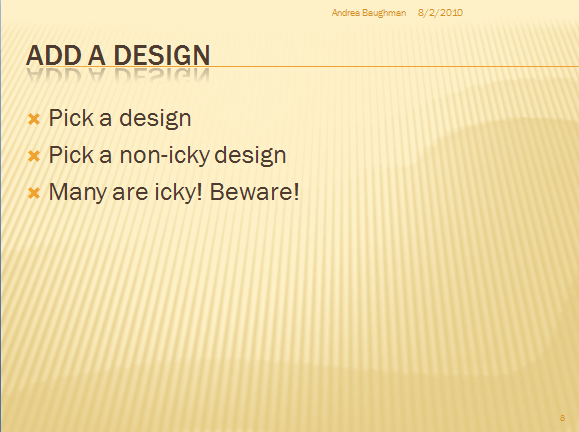 Andrea Baughman 8/2/2010
ADD A DESIGN
Pick a design
Pick a non-icky design
Many are icky! Beware!
8